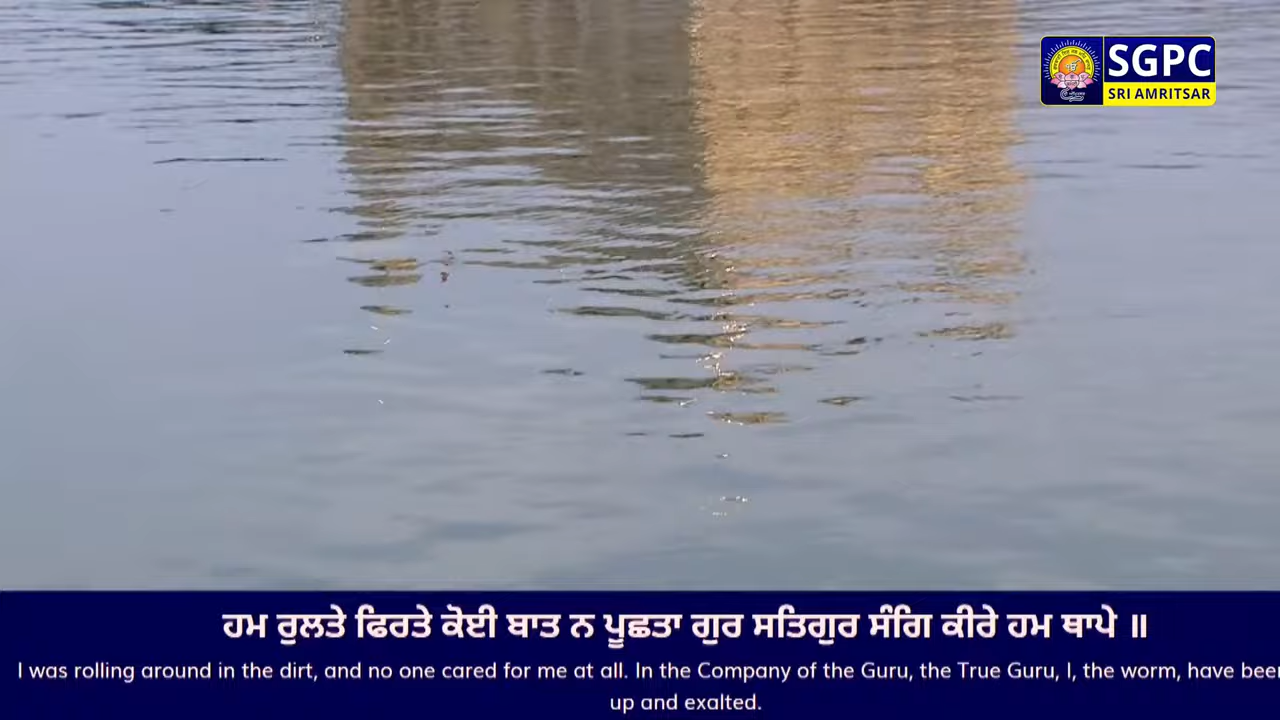 SGPC
SRI AMRITSAR
ਹਮ ਰੁਲਤੇ ਫਿਰਤੇ ਕੋਈ ਬਾਤ ਨ ਪੂਛਤਾ ਗੁਰ ਸਤਿਗੁਰ ਸੰਗਿ ਕੀਰੇ ਹਮ ਥਾਪੇ ॥
I was rolling around in the dirt, and no one cared for me at all. In the Company of the Guru, the True Guru, I, the worm, have been
up and exalted.